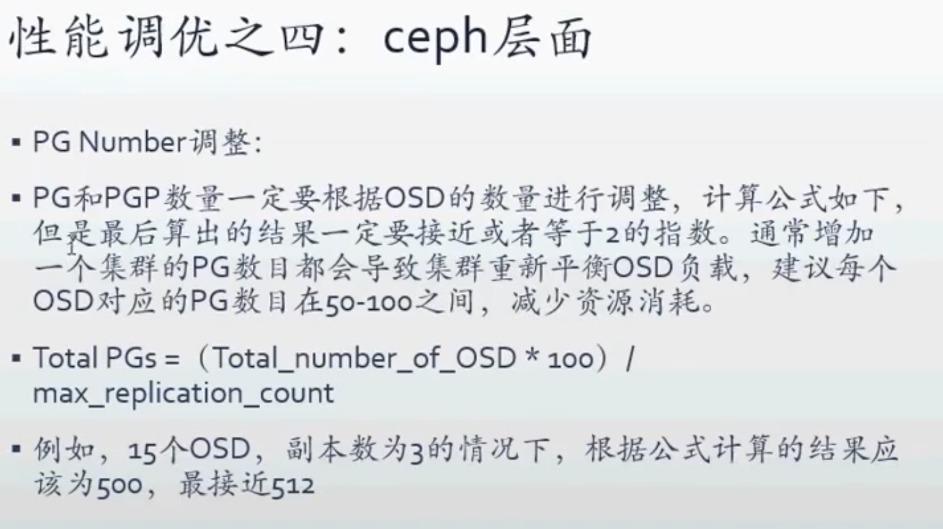 性能调优之四：ceph层面
▪ PG Number调整：
▪ PG和PGP数量一定要根据OSD的数量进行调整，计算公式如下，
但是最后算出的结果一定要接近或者等于2的指数。通常增加
一个集群的PG数目都会导致集群重新平衡OSD负载，建议每个
OSD对应的PG数目在50-100之间，减少资源消耗。
▪ Total PGs =（Total_number_of_OSD * 100）/
max_replication_count
▪ 例如，15个OSD，副本数为3的情况下，根据公式计算的结果应
该为500，最接近512